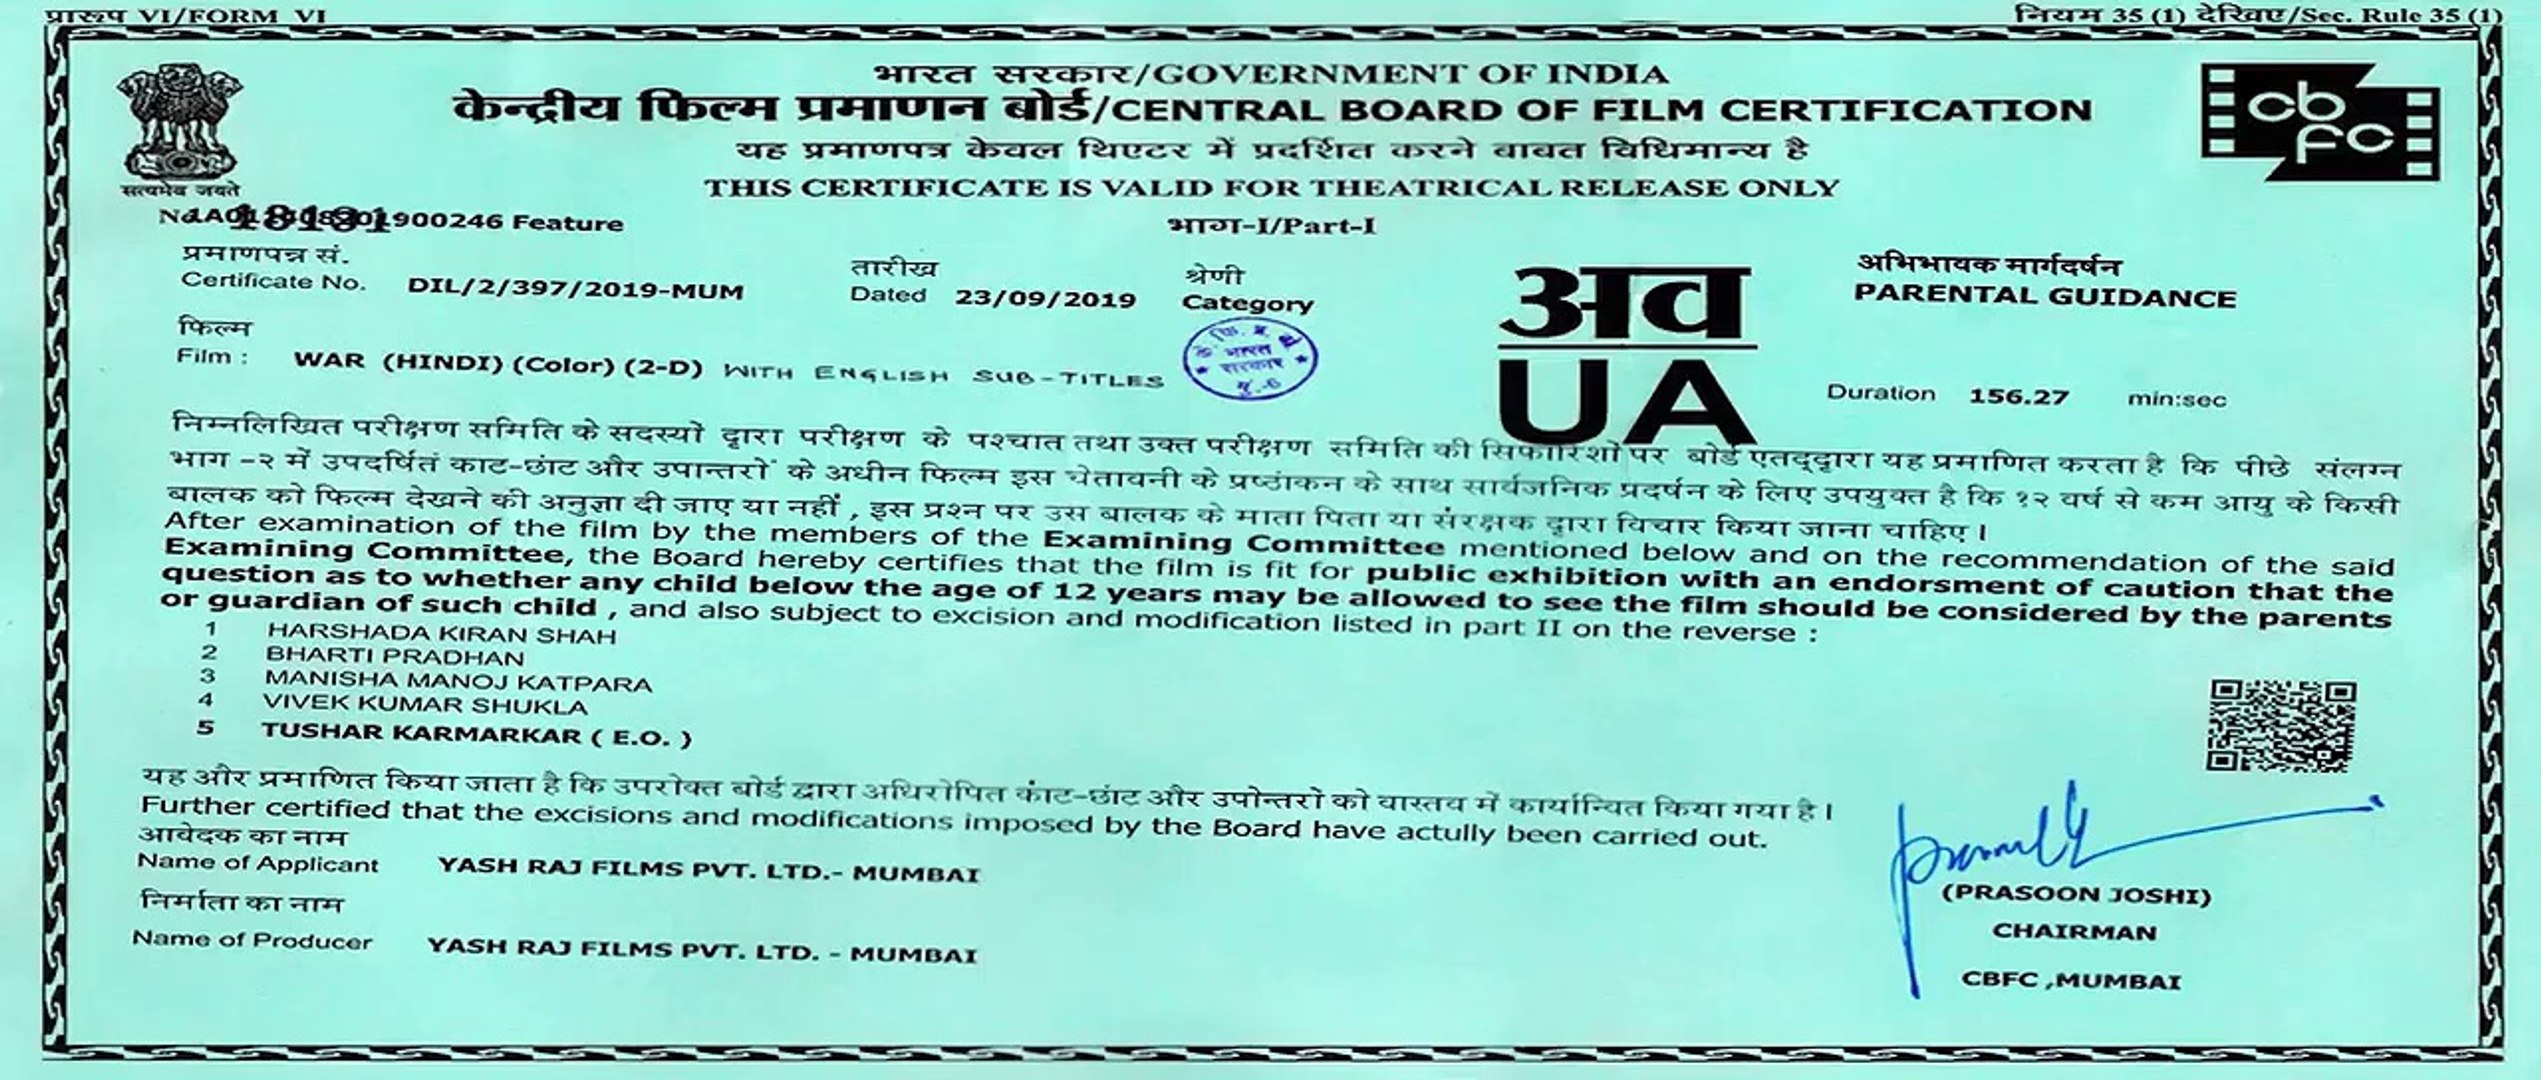 प्रारूप VI/FORM VI
नियम 35 (1) देखिए/Sec. Rule 35 (1)
भारत सरकार/GOVERNMENT OF INDIA
केन्द्रीय फिल्म प्रमाणन बोर्ड/CENTRAL BOARD OF FILM CERTIFICATION
cb
fc
यह प्रमाणपत्र केवल थिएटर में प्रदर्शित करने बाबत विधिमान्य है
सत्यमेव जयते
THIS CERTIFICATE IS VALID FOR THEATRICAL RELEASE ONLY
900246 Feature
भाग-I/Part-I
प्रमाणपत्र सं.
Certificate No. DIL/2/397/2019-MUM
तारीख
Dated 23/09/2019
श्रेणी
Category
अव
UA
अभिभावक मार्गदर्षन
PARENTAL GUIDANCE
फिल्म
Film : WAR (HINDI) (Color) (2-D) WITH ENGLISH SUB-TITLES
भारत
सरकार
Duration 156.27 min:sec
निम्नलिखित परीक्षण समिति के सदस्यों द्वारा परीक्षण के पश्चात तथा उक्त परीक्षण समिति की सिफारिशों पर बोर्ड एतद्द्वारा यह प्रमाणित करता है कि पीछे संलग्न
भाग -२ में उपदर्षित काट-छांट और उपान्तरों के अधीन फिल्म इस चेतावनी के प्रष्ठांकन के साथ सार्वजनिक प्रदर्षन के लिए उपयुक्त है कि १२ वर्ष से कम आयु के किसी
बालक को फिल्म देखने की अनुज्ञा दी जाए या नहीं , इस प्रश्न पर उस बालक के माता पिता या संरक्षक द्वारा विचार किया जाना चाहिए।
After examination of the film by the members of the Examining Committee mentioned below and on the recommendation of the said
Examining Committee, the Board hereby certifies that the film is fit for public exhibition with an endorsment of caution that the
question as to whether any child below the age of 12 years may be allowed to see the film should be considered by the parents
or guardian of such child , and also subject to excision and modification listed in part II on the reverse :
1 HARSHADA KIRAN SHAH
2 BHARTI PRADHAN
3 MANISHA MANOJ KATPARA
4 VIVEK KUMAR SHUKLA
5 TUSHAR KARMARKAR ( E.O. )
यह और प्रमाणित किया जाता है कि उपरोक्त बोर्ड द्वारा अधिरोपित कांट-छांट और उपोन्तरो को वास्तव में कार्यान्वित किया गया है।
Further certified that the excisions and modifications imposed by the Board have actully been carried out.
आवेदक का नाम
Name of Applicant YASH RAJ FILMS PVT. LTD.- MUMBAI
निर्माता का नाम
Name of Producer YASH RAJ FILMS PVT. LTD. - MUMBAI
(PRASOON JOSHI)
CHAIRMAN
CBFC ,MUMBAI